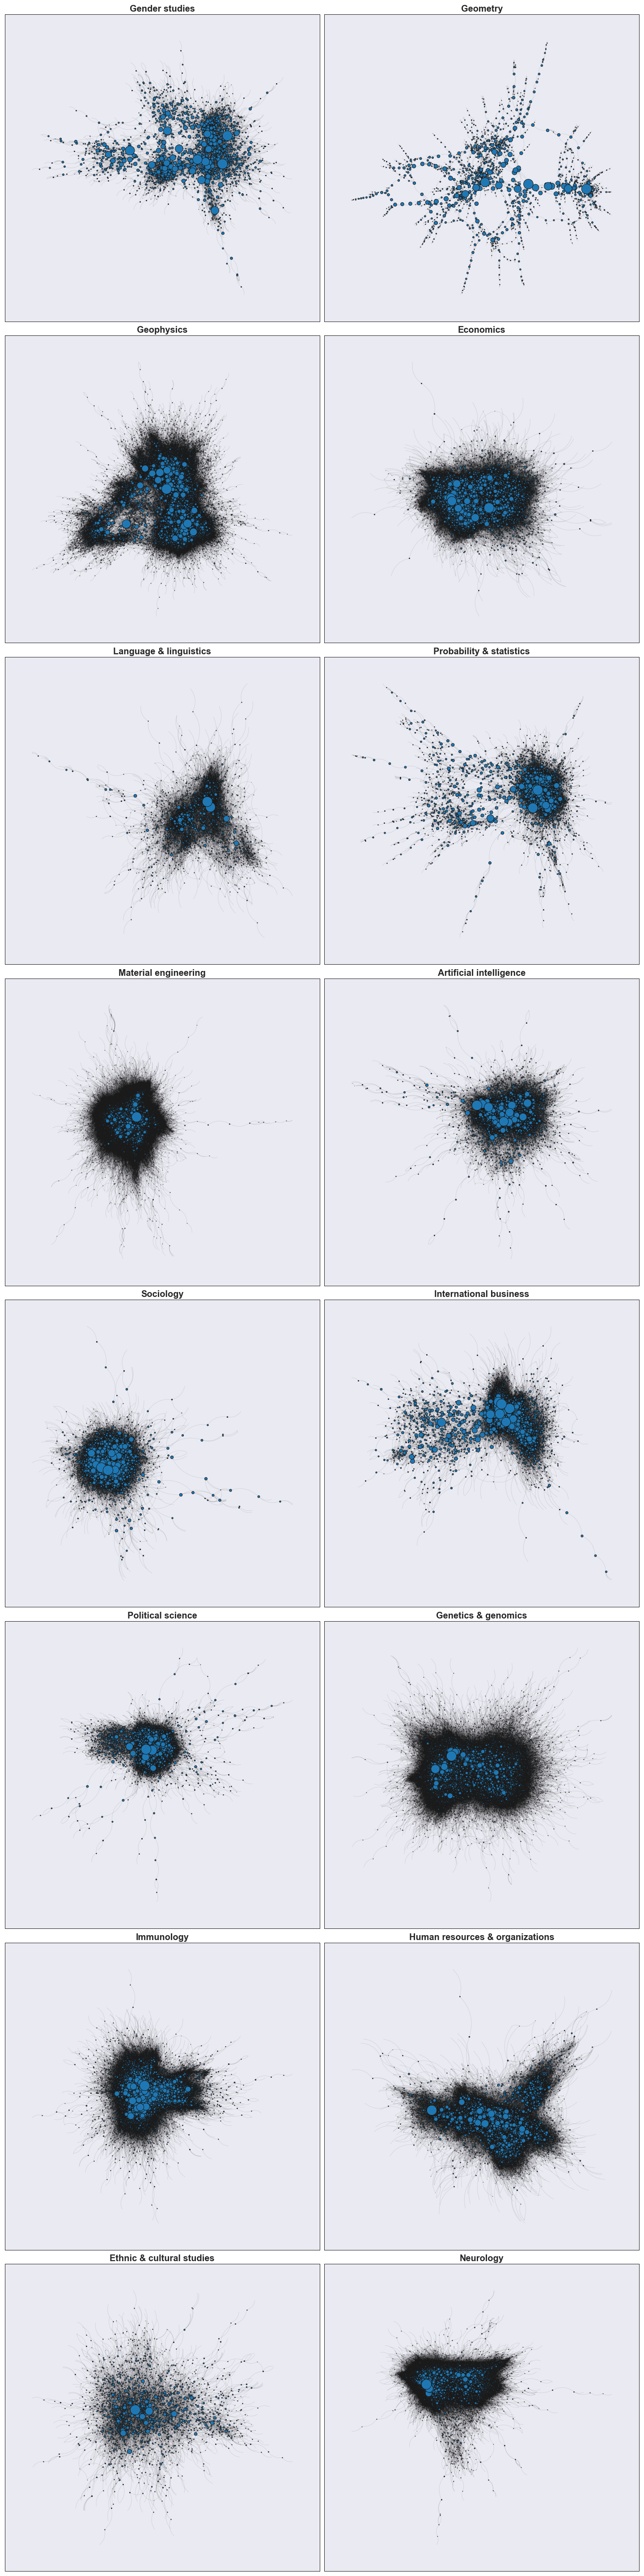 Gender studies
Geometry
Geophysics
Economics
Language & linguistics
Probability & statistics
Material engineering
Artificial intelligence
Sociology
International business
Political science
Genetics & genomics
Immunology
Human resources & organizations
Ethnic & cultural studies
Neurology